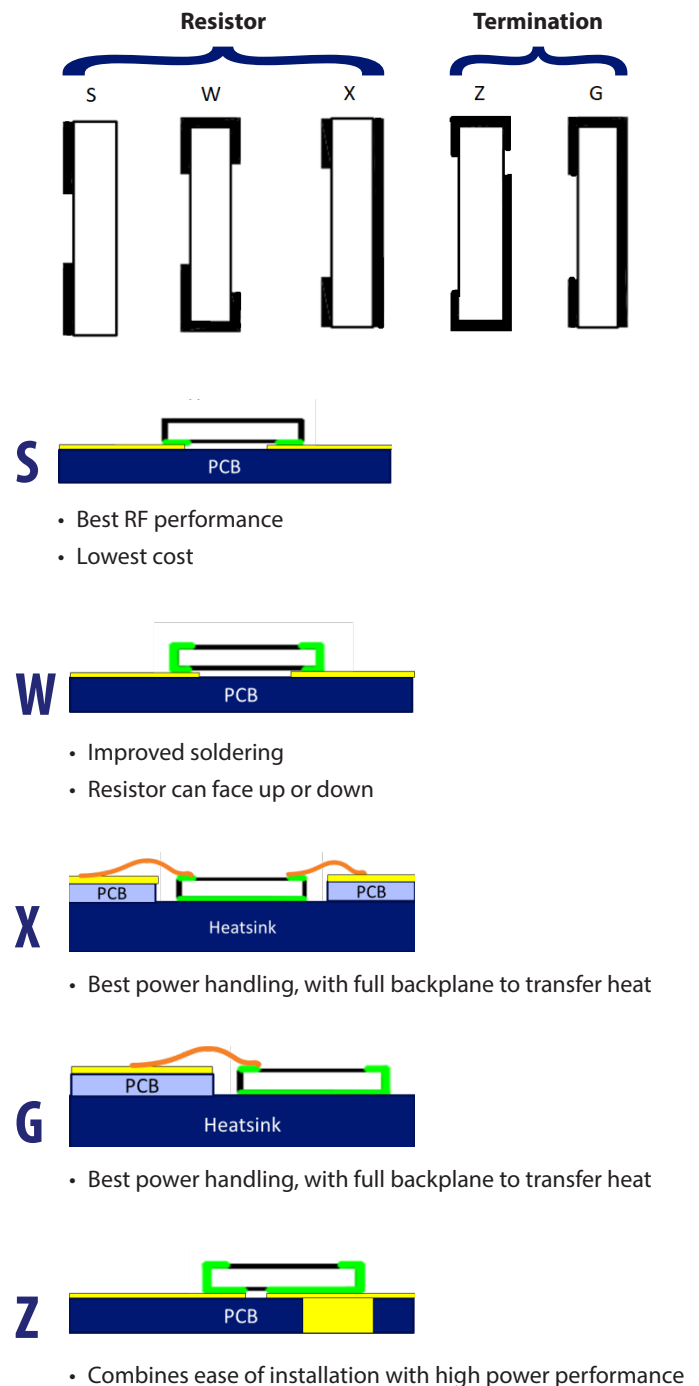 Resistor Termination
S W X Z G
S
PCB
• Best RF performance
• Lowest cost
W
PCB
• Improved soldering
• Resistor can face up or down
X
PCB PCB
Heatsink
• Best power handling, with full backplane to transfer heat
G
PCB
Heatsink
• Best power handling, with full backplane to transfer heat
Z
PCB
• Combines ease of installation with high power performance